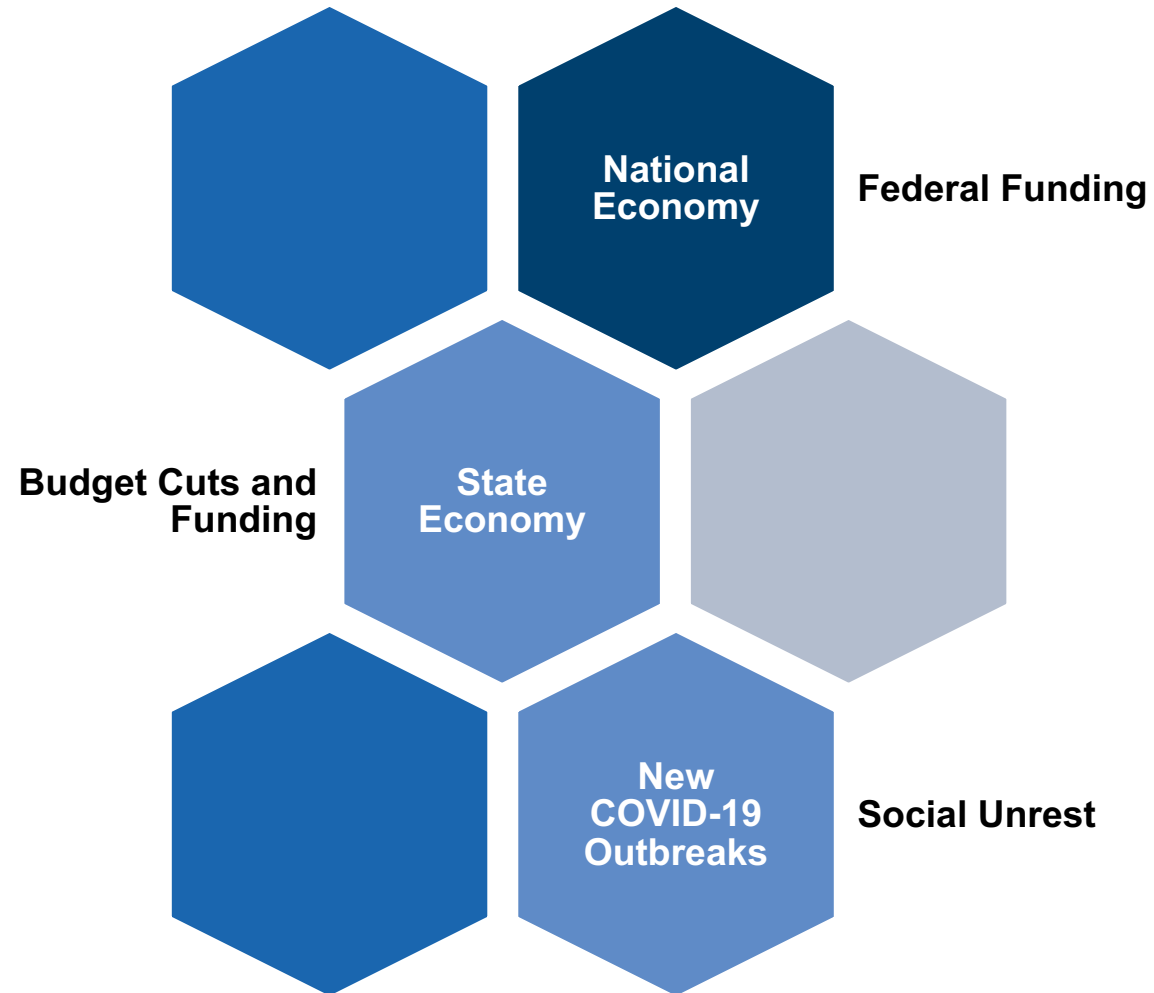 National
Economy
Federal Funding
Budget Cuts and
Funding
State
Economy
New
COVID-19
Outbreaks
Social Unrest